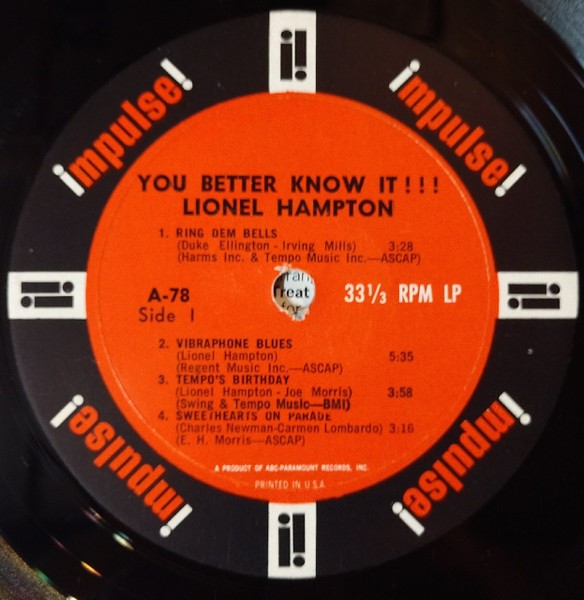 impulse!
impulse!
YOU BETTER KNOW IT!!!
LIONEL HAMPTON
1. RING DEM BELLS
(Duke Ellington - Irving Mills) 3:28
(Harms Inc. & Tempo Music Inc.—ASCAP)
A-78
Side 1
reat
33⅓ RPM LP
2. VIBRAPHONE BLUES
(Lionel Hampton) 5:35
(Regent Music Inc.—ASCAP)
3. TEMPO'S BIRTHDAY
(Lionel Hampton - Joe Morris) 3:58
(Swing & Tempo Music—BMI)
4. SWEETHEARTS ON PARADE
(Charles Newman-Carmen Lombardo) 3:16
(E. H. Morris—ASCAP)
A PRODUCT OF ABC-PARAMOUNT RECORDS, INC.
PRINTED IN U.S.A.
impulse!
impulse!